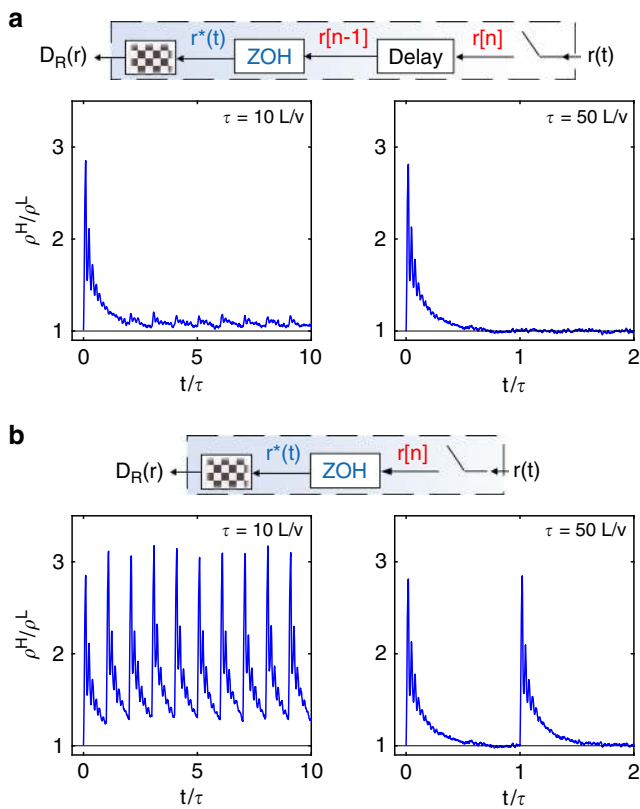 a
D_R(r) r*(t) ZOH r[n-1] Delay r[n] r(t)
τ = 10 L/v
τ = 50 L/v
ρ^H/ρ^L
3
2
1
0 5 10
t/τ
3
2
1
0 1 2
t/τ
b
D_R(r) r*(t) ZOH r[n] r(t)
τ = 10 L/v
τ = 50 L/v
ρ^H/ρ^L
3
2
1
0 5 10
t/τ
3
2
1
0 1 2
t/τ